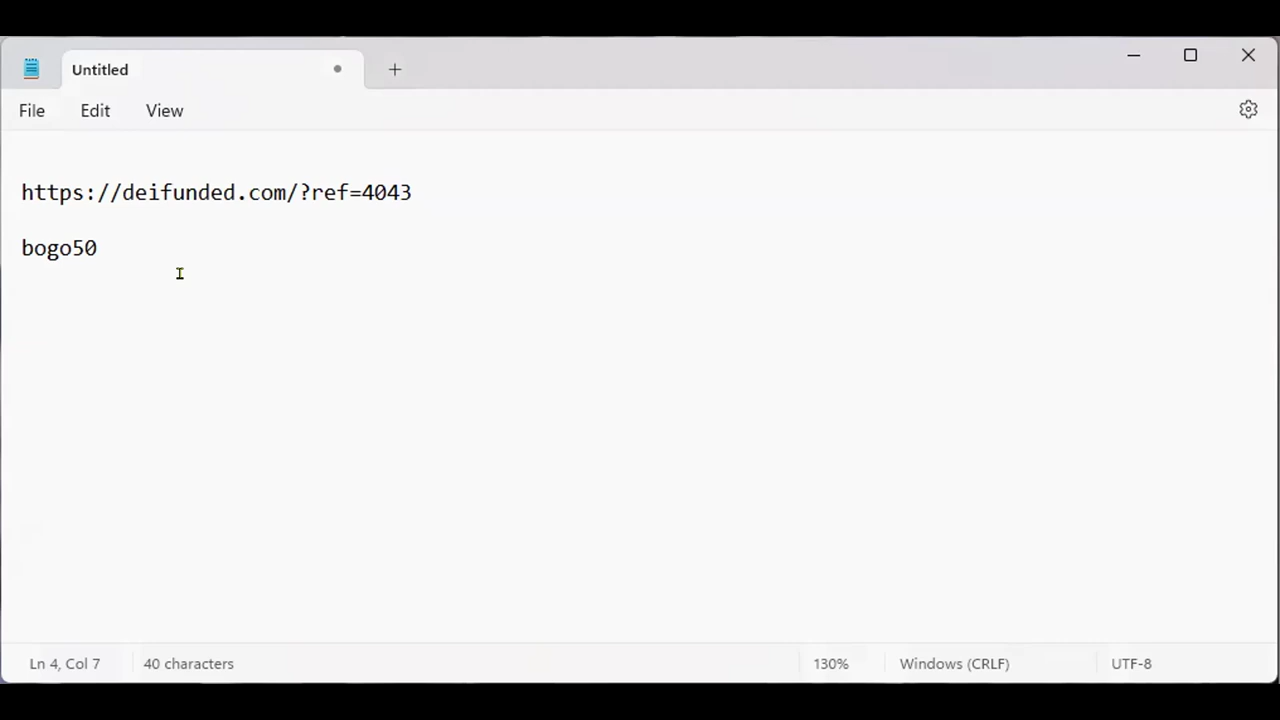 Untitled
File Edit View
https://deifunded.com/?ref=4043
bogo50
Ln 4, Col 7 40 characters 130% Windows (CRLF) UTF-8